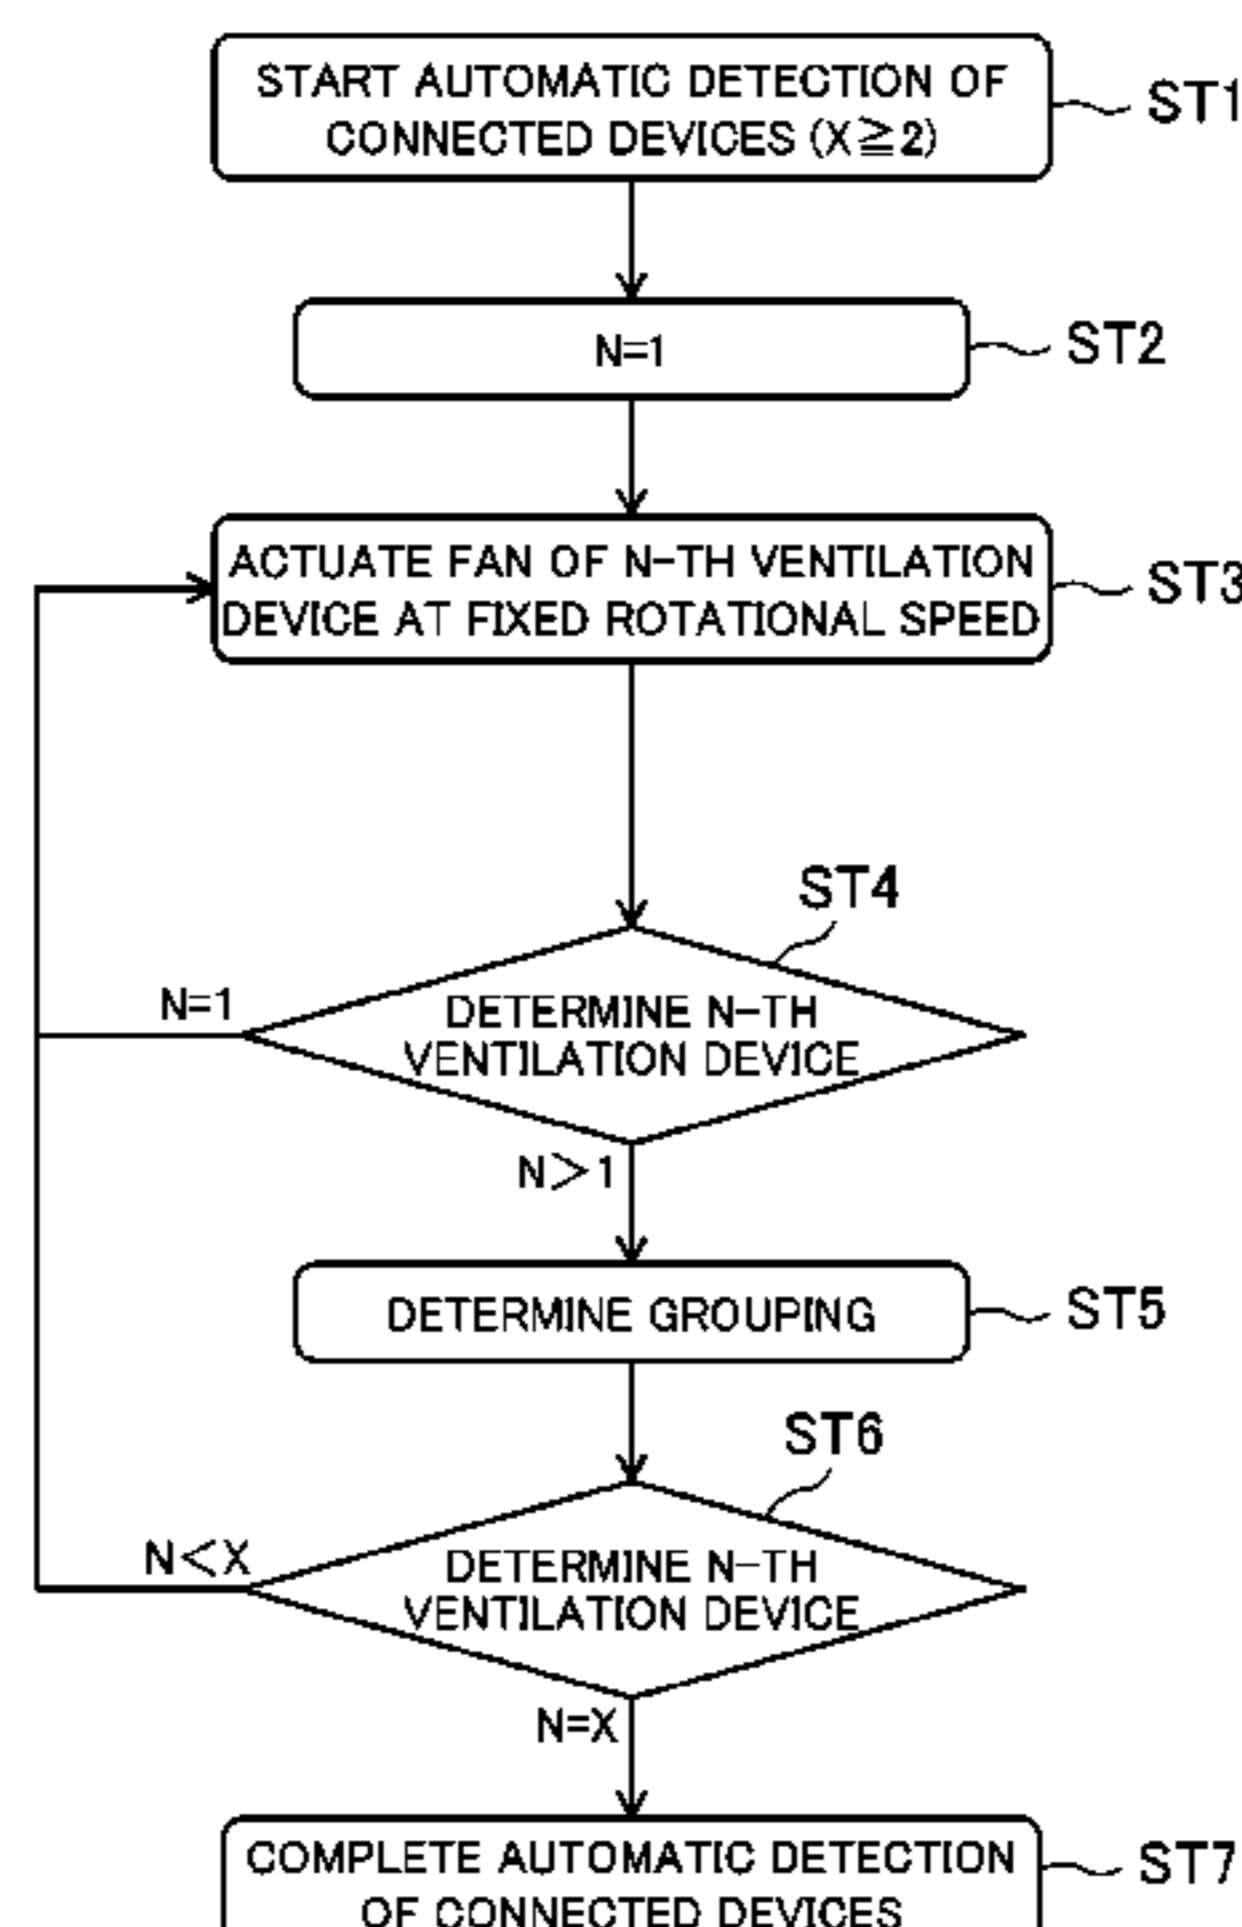 START AUTOMATIC DETECTION OF
CONNECTED DEVICES (X≧2)
ST1
N=1
ST2
ACTUATE FAN OF N-TH VENTILATION
DEVICE AT FIXED ROTATIONAL SPEED
ST3
ST4
N=1
DETERMINE N-TH
VENTILATION DEVICE
N>1
DETERMINE GROUPING
ST5
ST6
N<X
DETERMINE N-TH
VENTILATION DEVICE
N=X
COMPLETE AUTOMATIC DETECTION
OF CONNECTED DEVICES
ST7